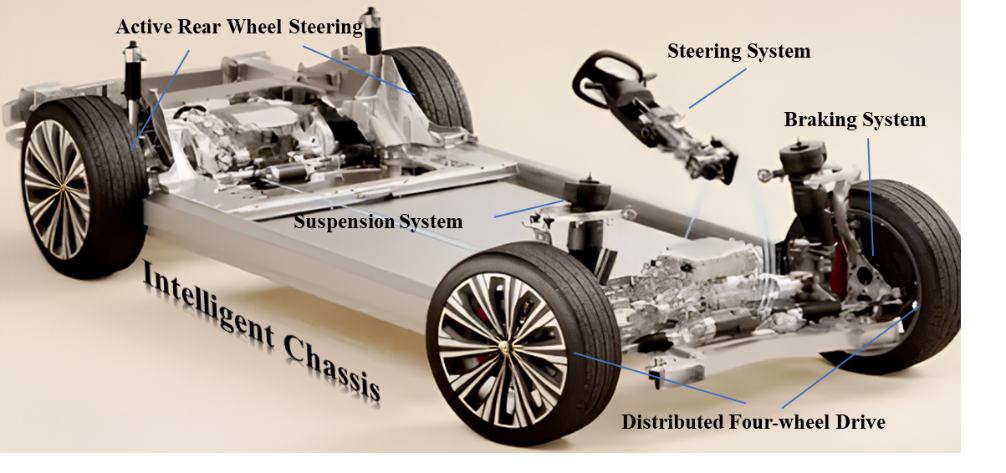 Active Rear Wheel Steering
Steering System
Braking System
Suspension System
Intelligent Chassis
Distributed Four-wheel Drive